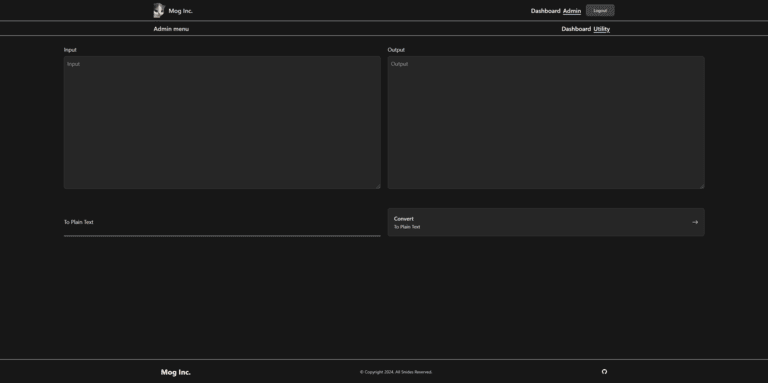 Mog Inc.
Dashboard Admin Logout
Admin menu
Dashboard Utility
Input
Output
Input
Output
To Plain Text
Convert
To Plain Text
Mog Inc.
© Copyright 2024. All Strides Reserved.